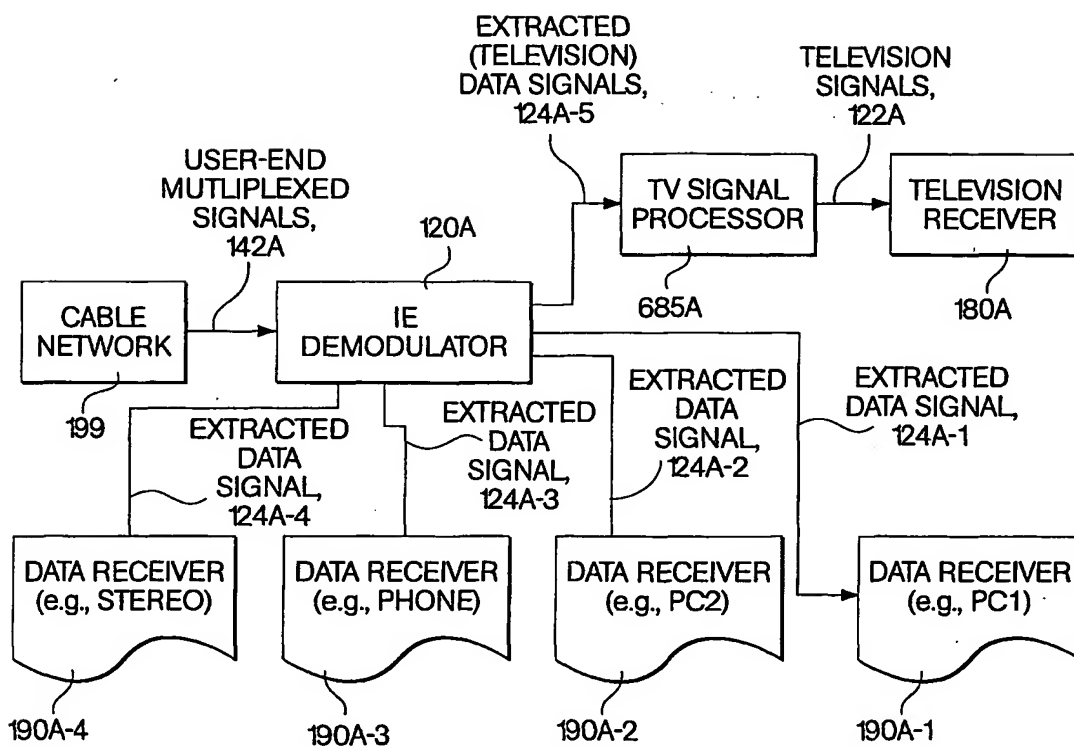 EXTRACTED
(TELEVISION)
DATA SIGNALS,
124A-5
TELEVISION
SIGNALS,
122A
USER-END
MUTLIPLEXED
SIGNALS,
142A
120A
TV SIGNAL
PROCESSOR
TELEVISION
RECEIVER
685A
180A
CABLE
NETWORK
IE
DEMODULATOR
199
EXTRACTED
DATA
SIGNAL,
124A-4
EXTRACTED
DATA
SIGNAL,
124A-3
EXTRACTED
DATA
SIGNAL,
124A-2
EXTRACTED
DATA SIGNAL,
124A-1
DATA RECEIVER
(e.g., STEREO)
DATA RECEIVER
(e.g., PHONE)
DATA RECEIVER
(e.g., PC2)
DATA RECEIVER
(e.g., PC1)
190A-4
190A-3
190A-2
190A-1